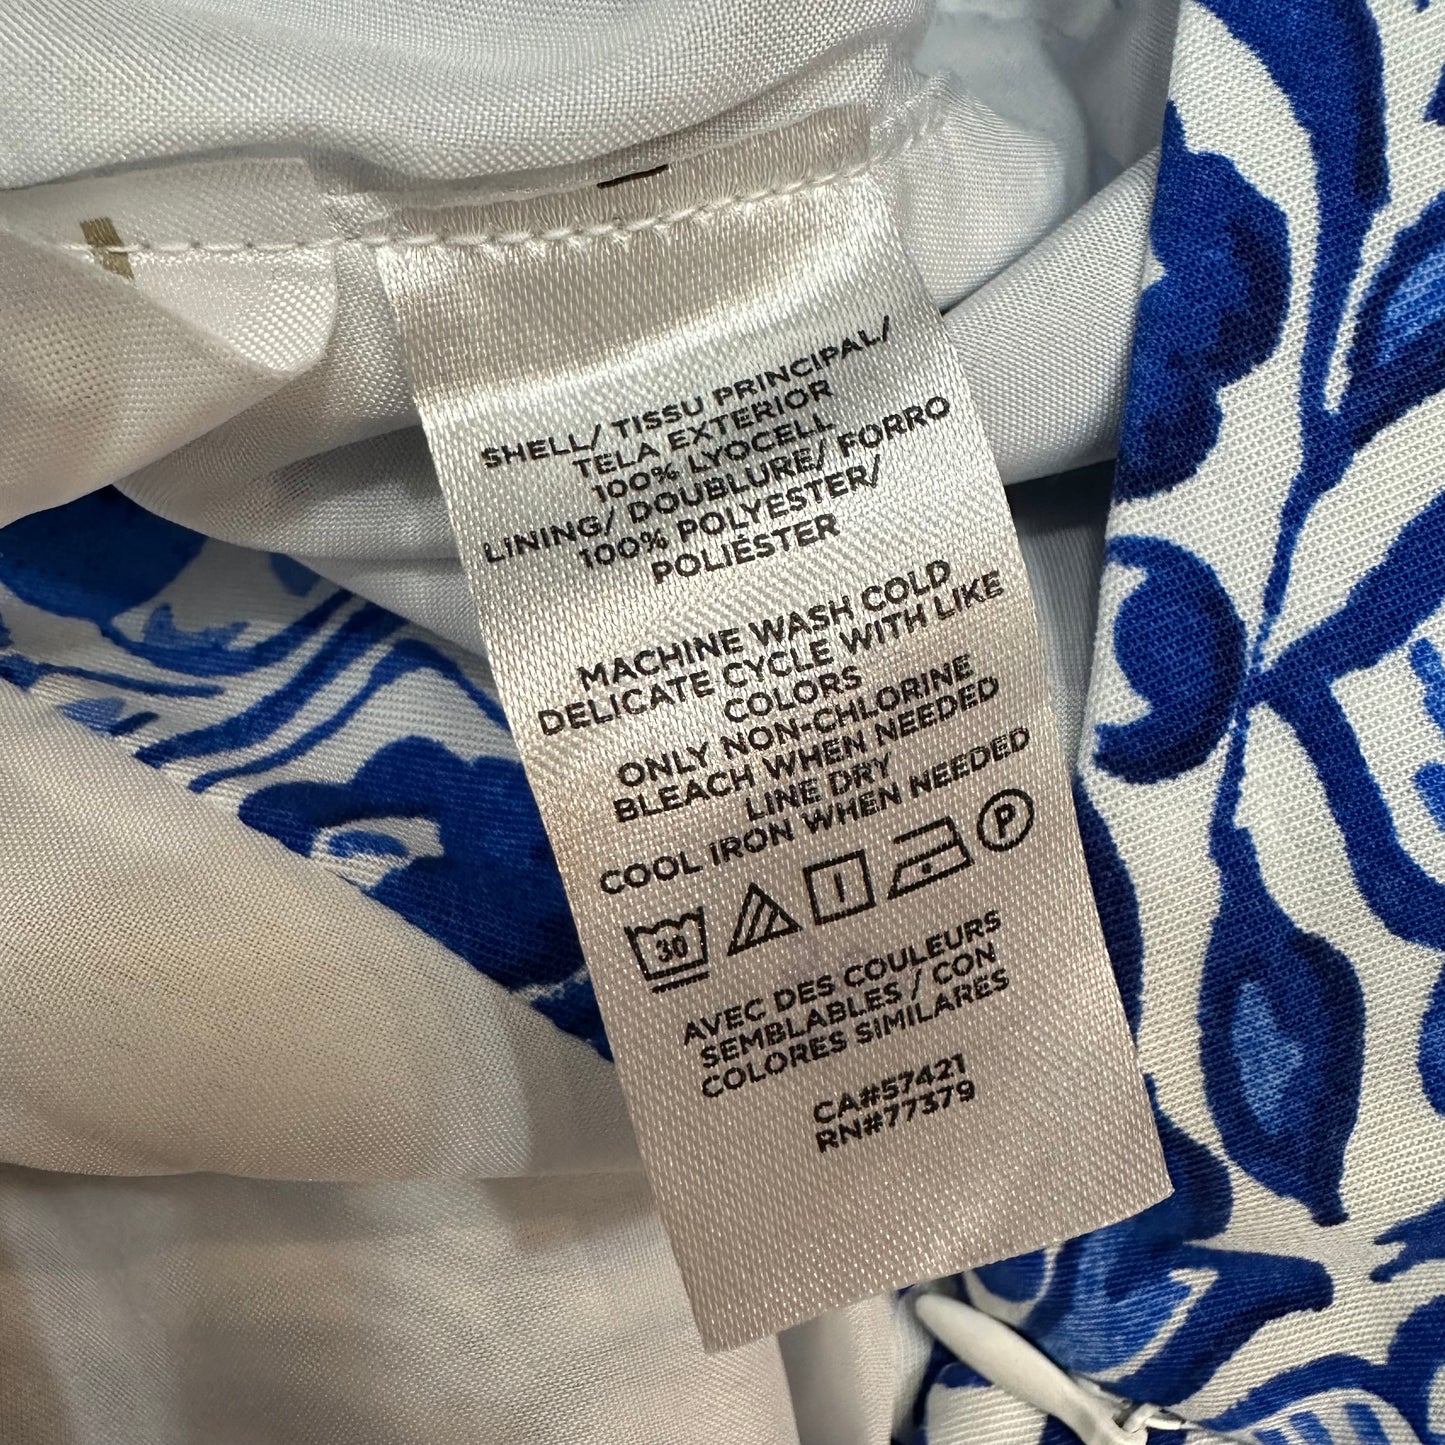 SHELL/ TISSU PRINCIPAL/
TELA EXTERIOR
100% LYOCELL
LINING/ DOUBLURE/ FORRO
100% POLYESTER/
POLIÉSTER
MACHINE WASH COLD
DELICATE CYCLE WITH LIKE
COLORS
ONLY NON-CHLORINE
BLEACH WHEN NEEDED
LINE DRY
COOL IRON WHEN NEEDED
30 P
AVEC DES COULEURS
SEMBLABLES / CON
COLORES SIMILARES
CA#57421
RN#77379